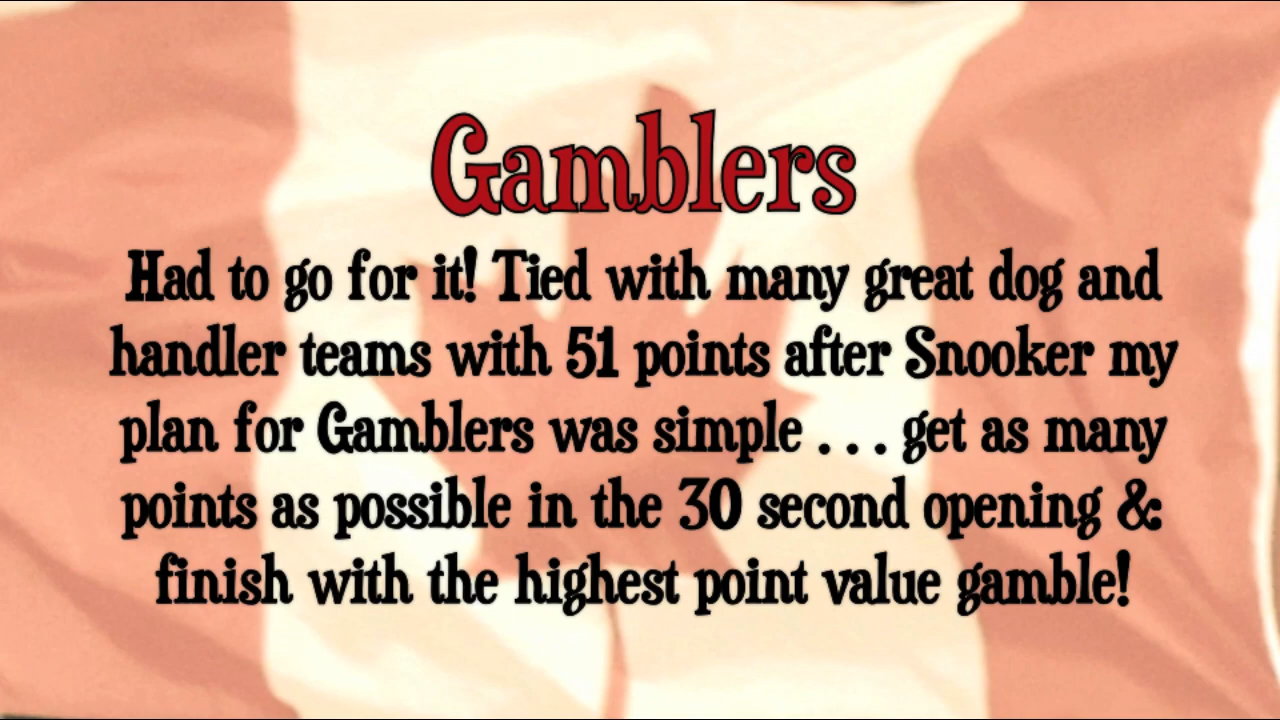 Gamblers
Had to go for it! Tied with many great dog and
handler teams with 51 points after Snooker my
plan for Gamblers was simple . . . get as many
points as possible in the 30 second opening &
finish with the highest point value gamble!